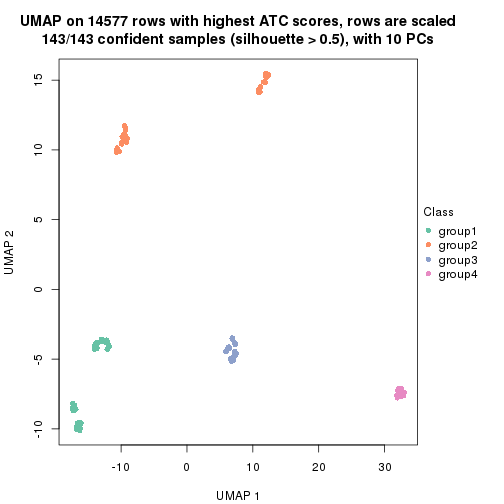 UMAP on 14577 rows with highest ATC scores, rows are scaled
143/143 confident samples (silhouette > 0.5), with 10 PCs
15
10
5
0
-5
-10
UMAP 2
-10
0
10
20
30
UMAP 1
Class
group1
group2
group3
group4